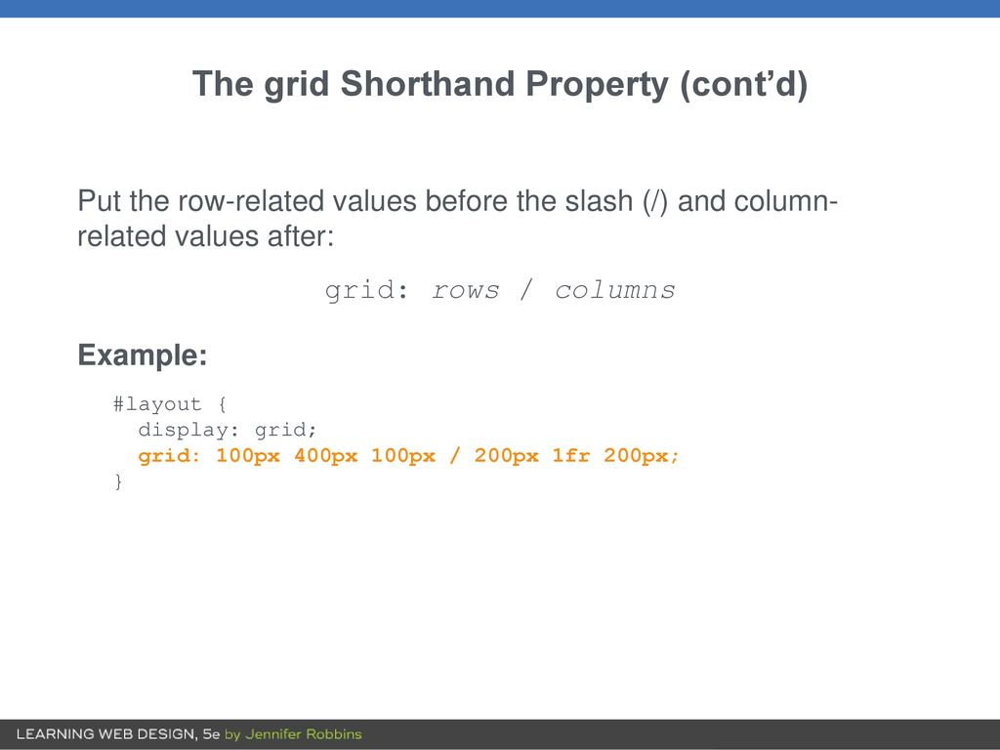 The grid Shorthand Property (cont’d)
Put the row-related values before the slash (/) and column-
related values after:
grid: rows / columns
Example:
#layout {
  display: grid;
  grid: 100px 400px 100px / 200px 1fr 200px;
}
LEARNING WEB DESIGN, 5e by Jennifer Robbins